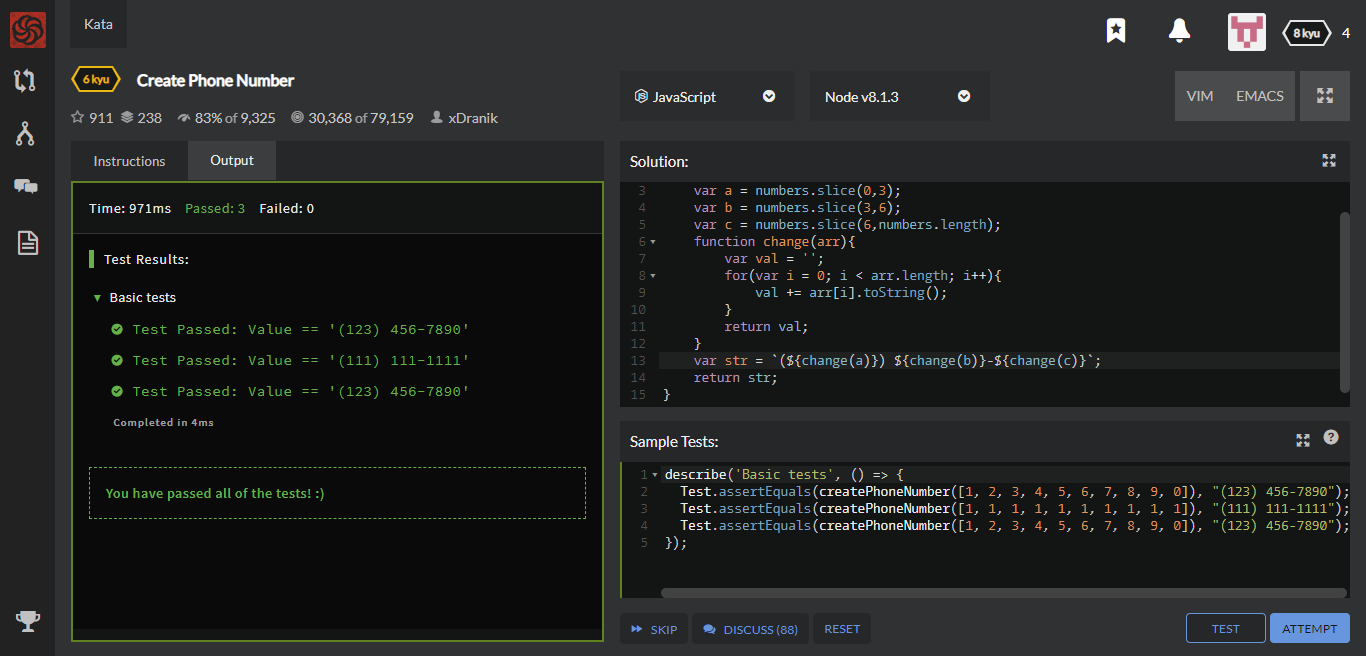 Kata
8 kyu 4
6 kyu Create Phone Number
911 238 83% of 9,325 30,368 of 79,159 xDranik
JavaScript
Node v8.1.3
VIM EMACS
Instructions Output
Time: 971ms Passed: 3 Failed: 0
Test Results:
Basic tests
Test Passed: Value == '(123) 456-7890'
Test Passed: Value == '(111) 111-1111'
Test Passed: Value == '(123) 456-7890'
Completed in 4ms
You have passed all of the tests! :)
Solution:
3 var a = numbers.slice(0,3);
4 var b = numbers.slice(3,6);
5 var c = numbers.slice(6,numbers.length);
6 function change(arr){
7 var val = '';
8 for(var i = 0; i < arr.length; i++){
9 val += arr[i].toString();
10 }
11 return val;
12 }
13 var str = `(${change(a)}) ${change(b)}-${change(c)}`;
14 return str;
15 }
Sample Tests:
1 describe('Basic tests', () => {
2 Test.assertEquals(createPhoneNumber([1, 2, 3, 4, 5, 6, 7, 8, 9, 0]), "(123) 456-7890");
3 Test.assertEquals(createPhoneNumber([1, 1, 1, 1, 1, 1, 1, 1, 1, 1]), "(111) 111-1111");
4 Test.assertEquals(createPhoneNumber([1, 2, 3, 4, 5, 6, 7, 8, 9, 0]), "(123) 456-7890");
5 });
SKIP DISCUSS (88) RESET
TEST ATTEMPT